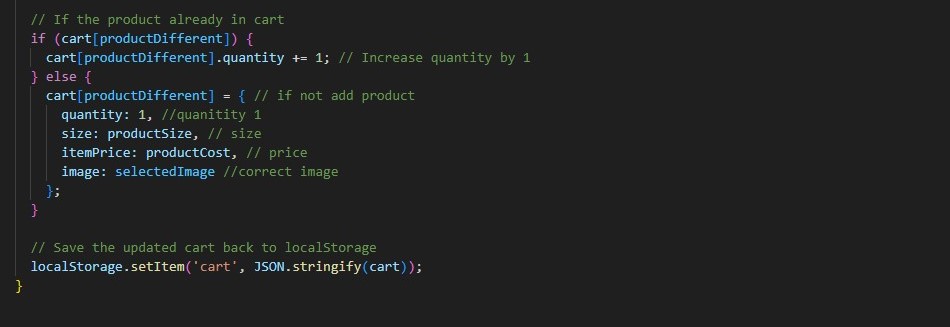 // If the product already in cart
if (cart[productDifferent]) {
cart[productDifferent].quantity += 1; // Increase quantity by 1
} else {
cart[productDifferent] = { // if not add product
quantity: 1, //quanitity 1
size: productSize, // size
itemPrice: productCost, // price
image: selectedImage //correct image
};
}
// Save the updated cart back to localStorage
localStorage.setItem('cart', JSON.stringify(cart));
}